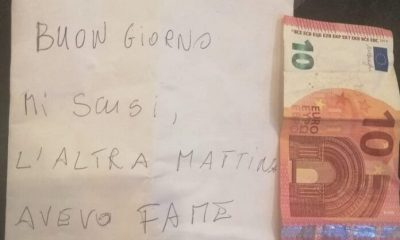 BUON GIORNO
MI SCUSI,
L'ALTRA MATTINA
AVEVO FAME
10
EURO
10